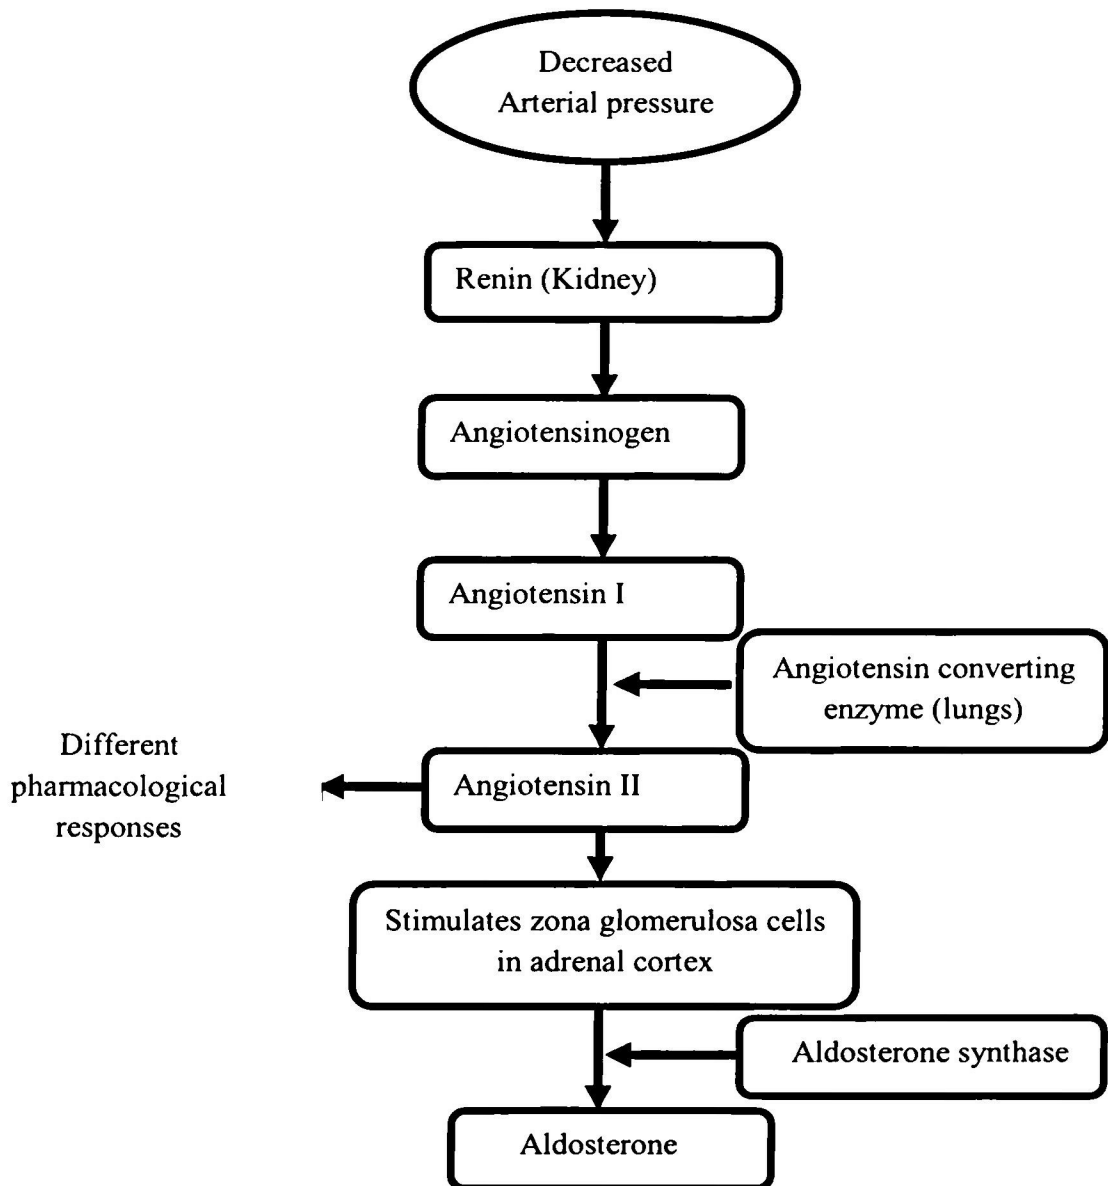 Decreased
Arterial pressure
Renin (Kidney)
Angiotensinogen
Angiotensin I
Angiotensin converting
enzyme (lungs)
Different
pharmacological
responses
Angiotensin II
Stimulates zona glomerulosa cells
in adrenal cortex
Aldosterone synthase
Aldosterone